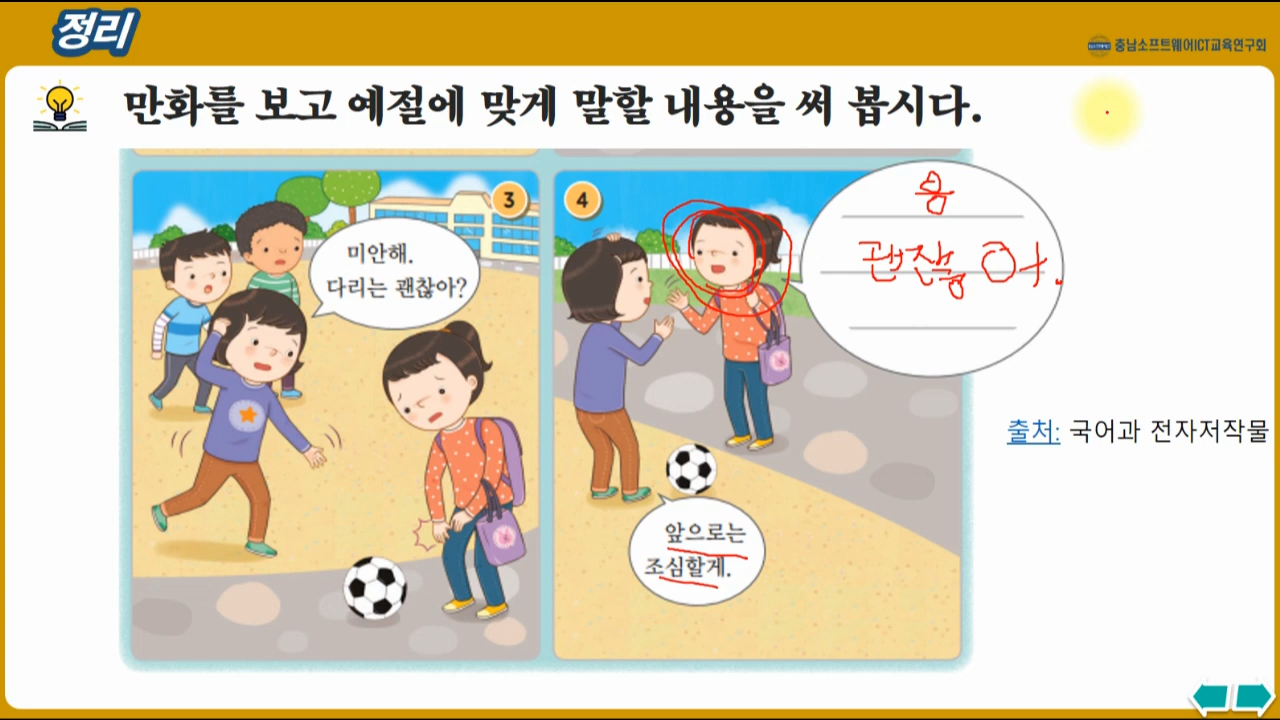 정리
충남소프트웨어ICT교육연구회
만화를 보고 예절에 맞게 말할 내용을 써 봅시다.
3
미안해.
다리는 괜찮아?
4
응
괜찮아.
앞으로는
조심할게.
출처: 국어과 전자저작물